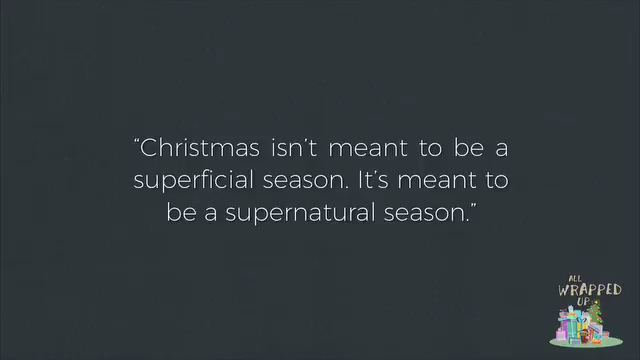 “Christmas isn’t meant to be a
superficial season. It’s meant to
be a supernatural season.”
ALL
WRAPPED
UP